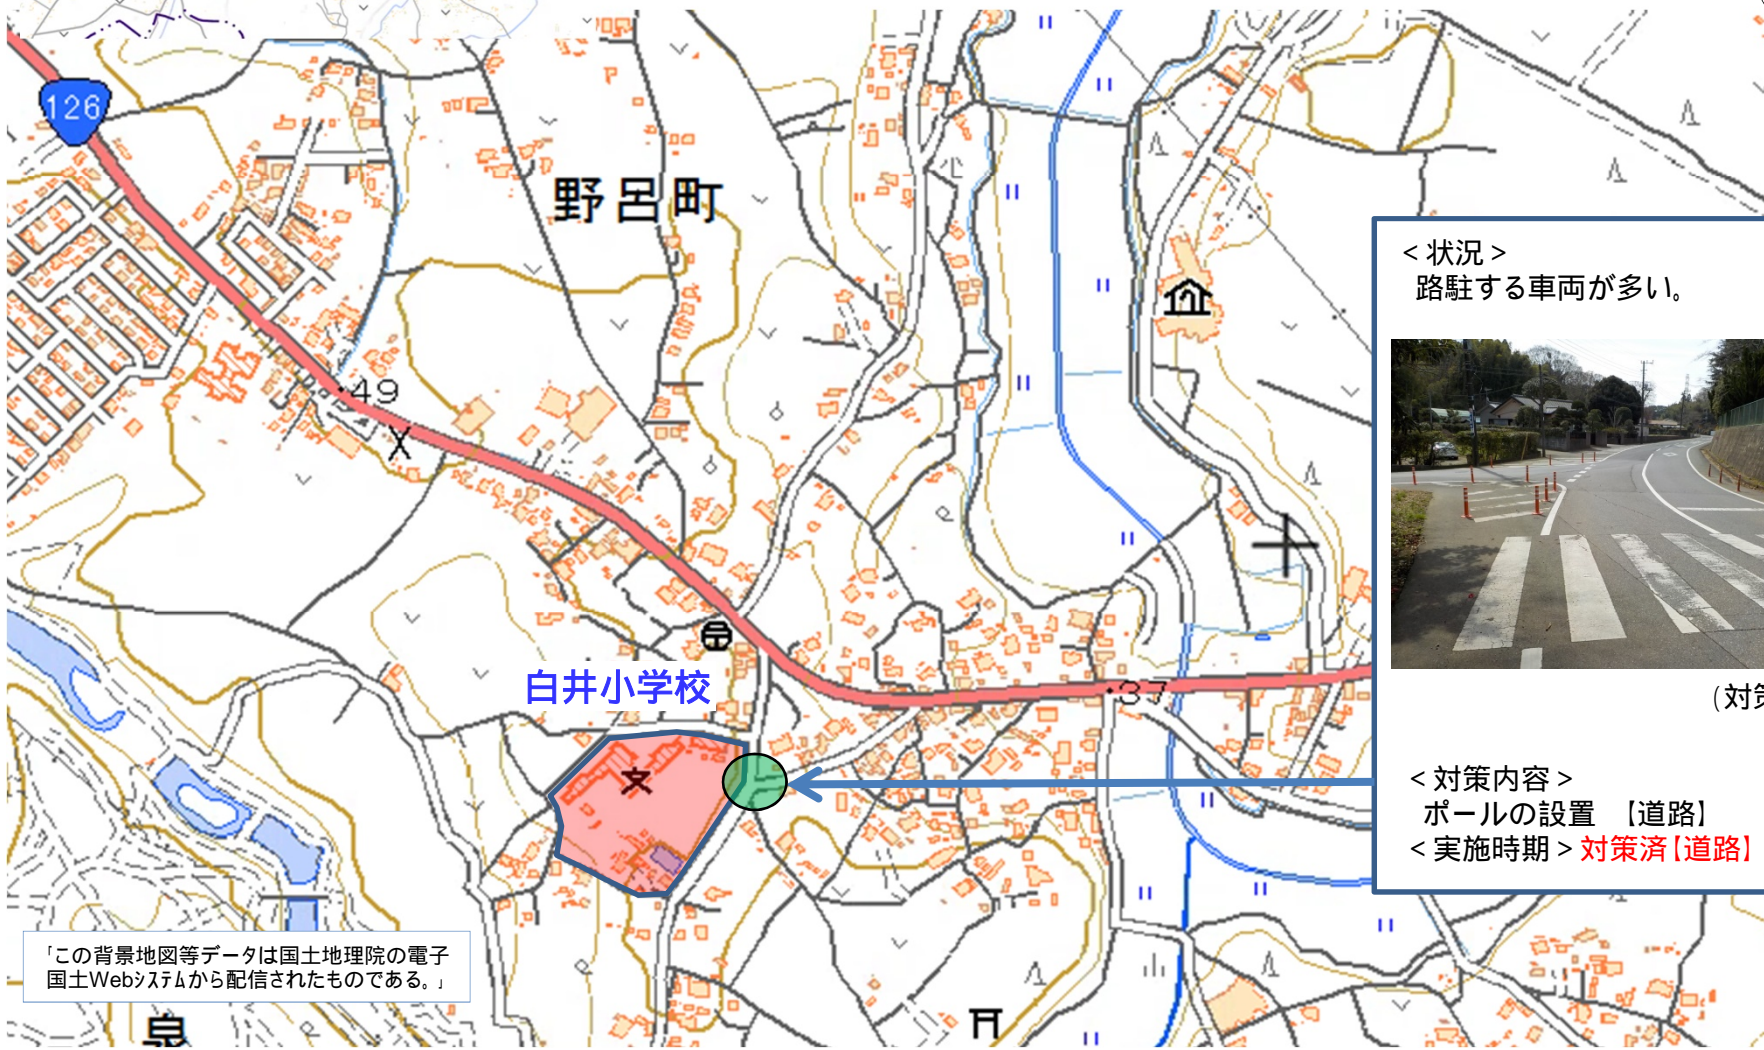 126
野呂町
49
白井小学校
37
文
泉
＜状況＞
路駐する車両が多い。
(対策
＜対策内容＞
ポールの設置　【道路】
＜実施時期＞対策済【道路】
「この背景地図等データは国土地理院の電子
国土Webシステムから配信されたものである。」